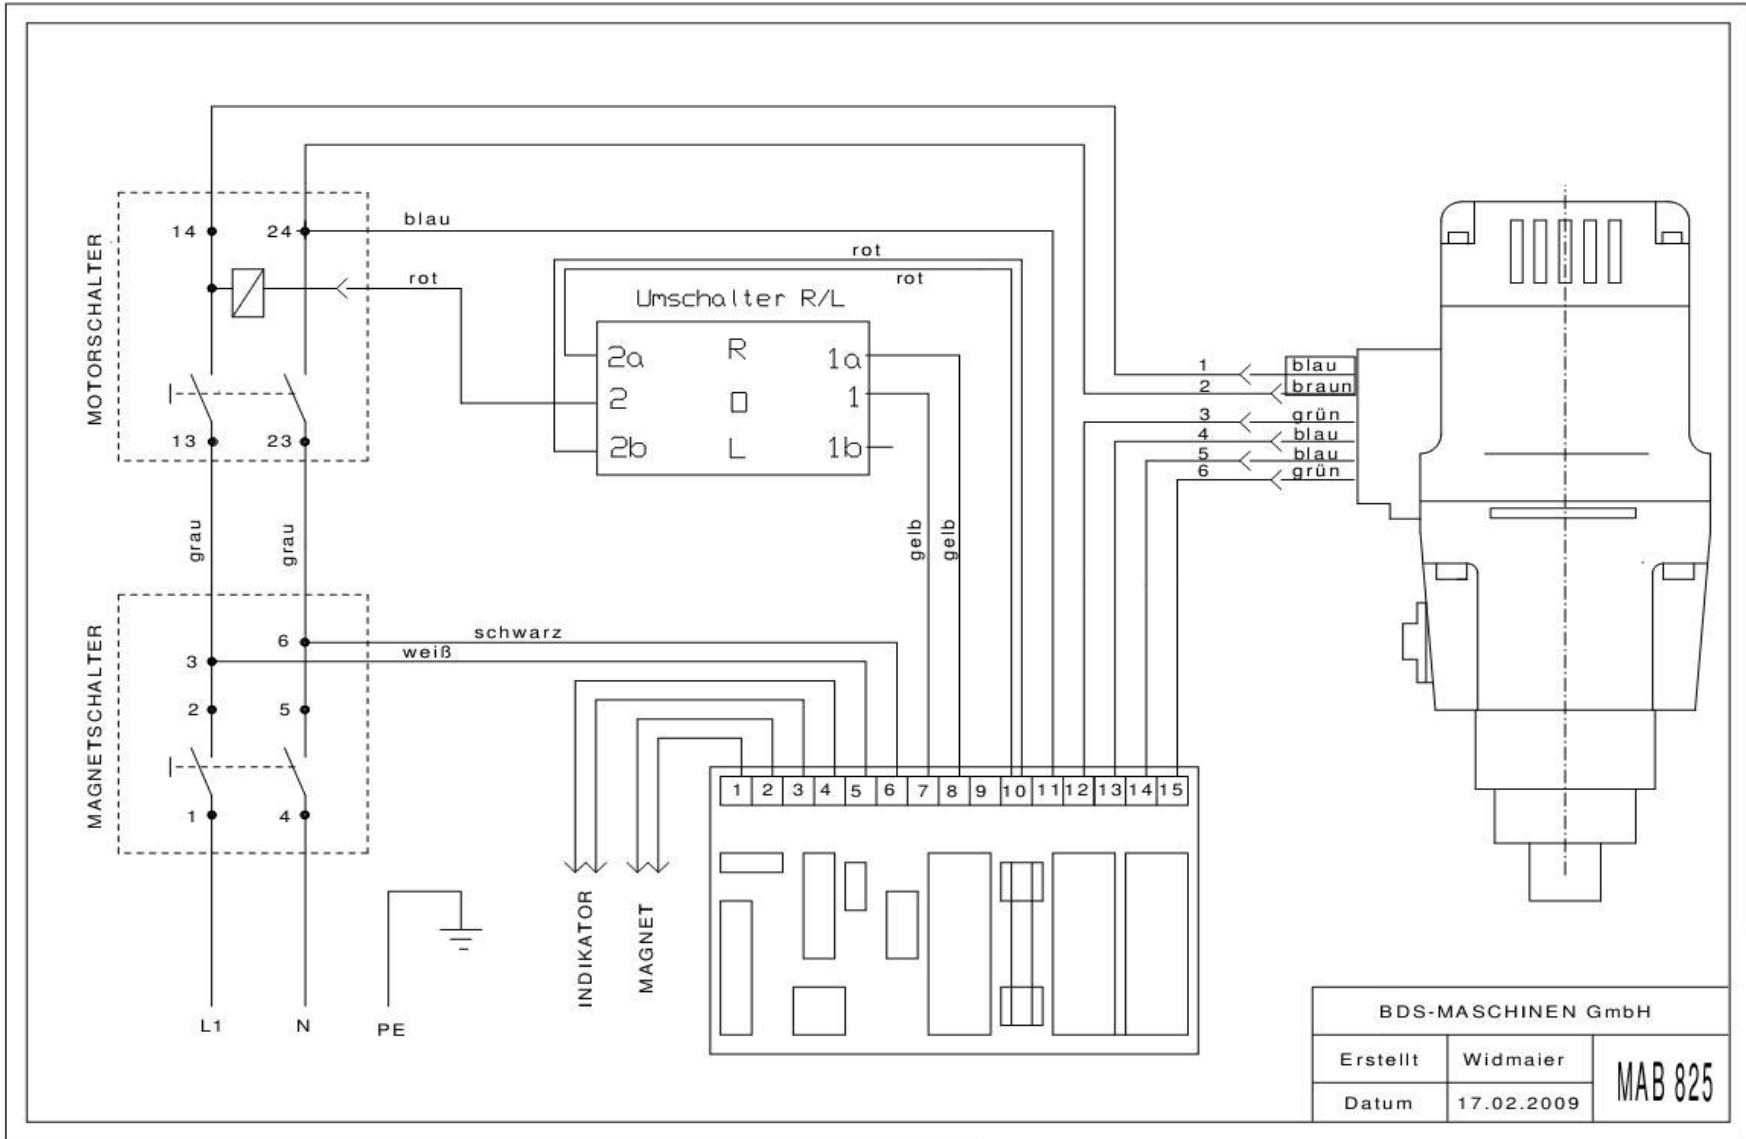 14
24
blau
rot
rot
rot
MOTORSCHALTER
Umschalter R/L
2a
R
1a
2
0
1
2b
L
1b
13
23
1 blau
2 braun
3 grün
4 blau
5 blau
6 grün
grau
grau
gelb
gelb
MAGNETSCHALTER
6
schwarz
3
weiß
2
5
1
4
1 2 3 4 5 6 7 8 9 10 11 12 13 14 15
INDIKATOR
MAGNET
L1
N
PE
BDS-MASCHINEN GmbH
Erstellt Widmaier
MAB 825
Datum 17.02.2009